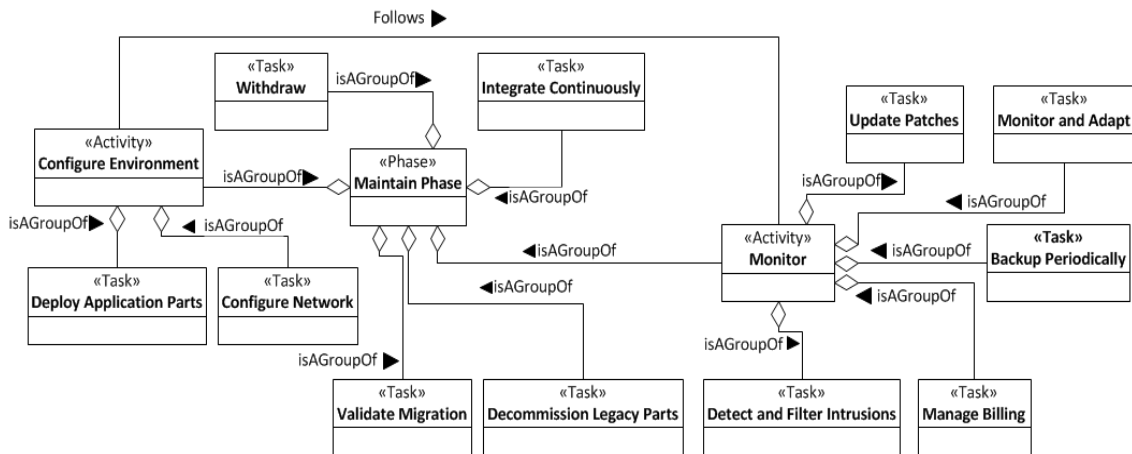 Follows ▶
«Task»
Withdraw
isAGroupOf▶
«Task»
Integrate Continuously
«Task»
Update Patches
«Task»
Monitor and Adapt
«Activity»
Configure Environment
isAGroupOf▶
«Phase»
Maintain Phase
◀isAGroupOf
isAGroupOf▶
◀ isAGroupOf
isAGroupOf▶
◀ isAGroupOf
«Activity»
Monitor
◀isAGroupOf
◀ isAGroupOf
«Task»
Backup Periodically
«Task»
Deploy Application Parts
«Task»
Configure Network
◀isAGroupOf
◀ isAGroupOf
isAGroupOf ▶
isAGroupOf▶
«Task»
Validate Migration
«Task»
Decommission Legacy Parts
«Task»
Detect and Filter Intrusions
«Task»
Manage Billing